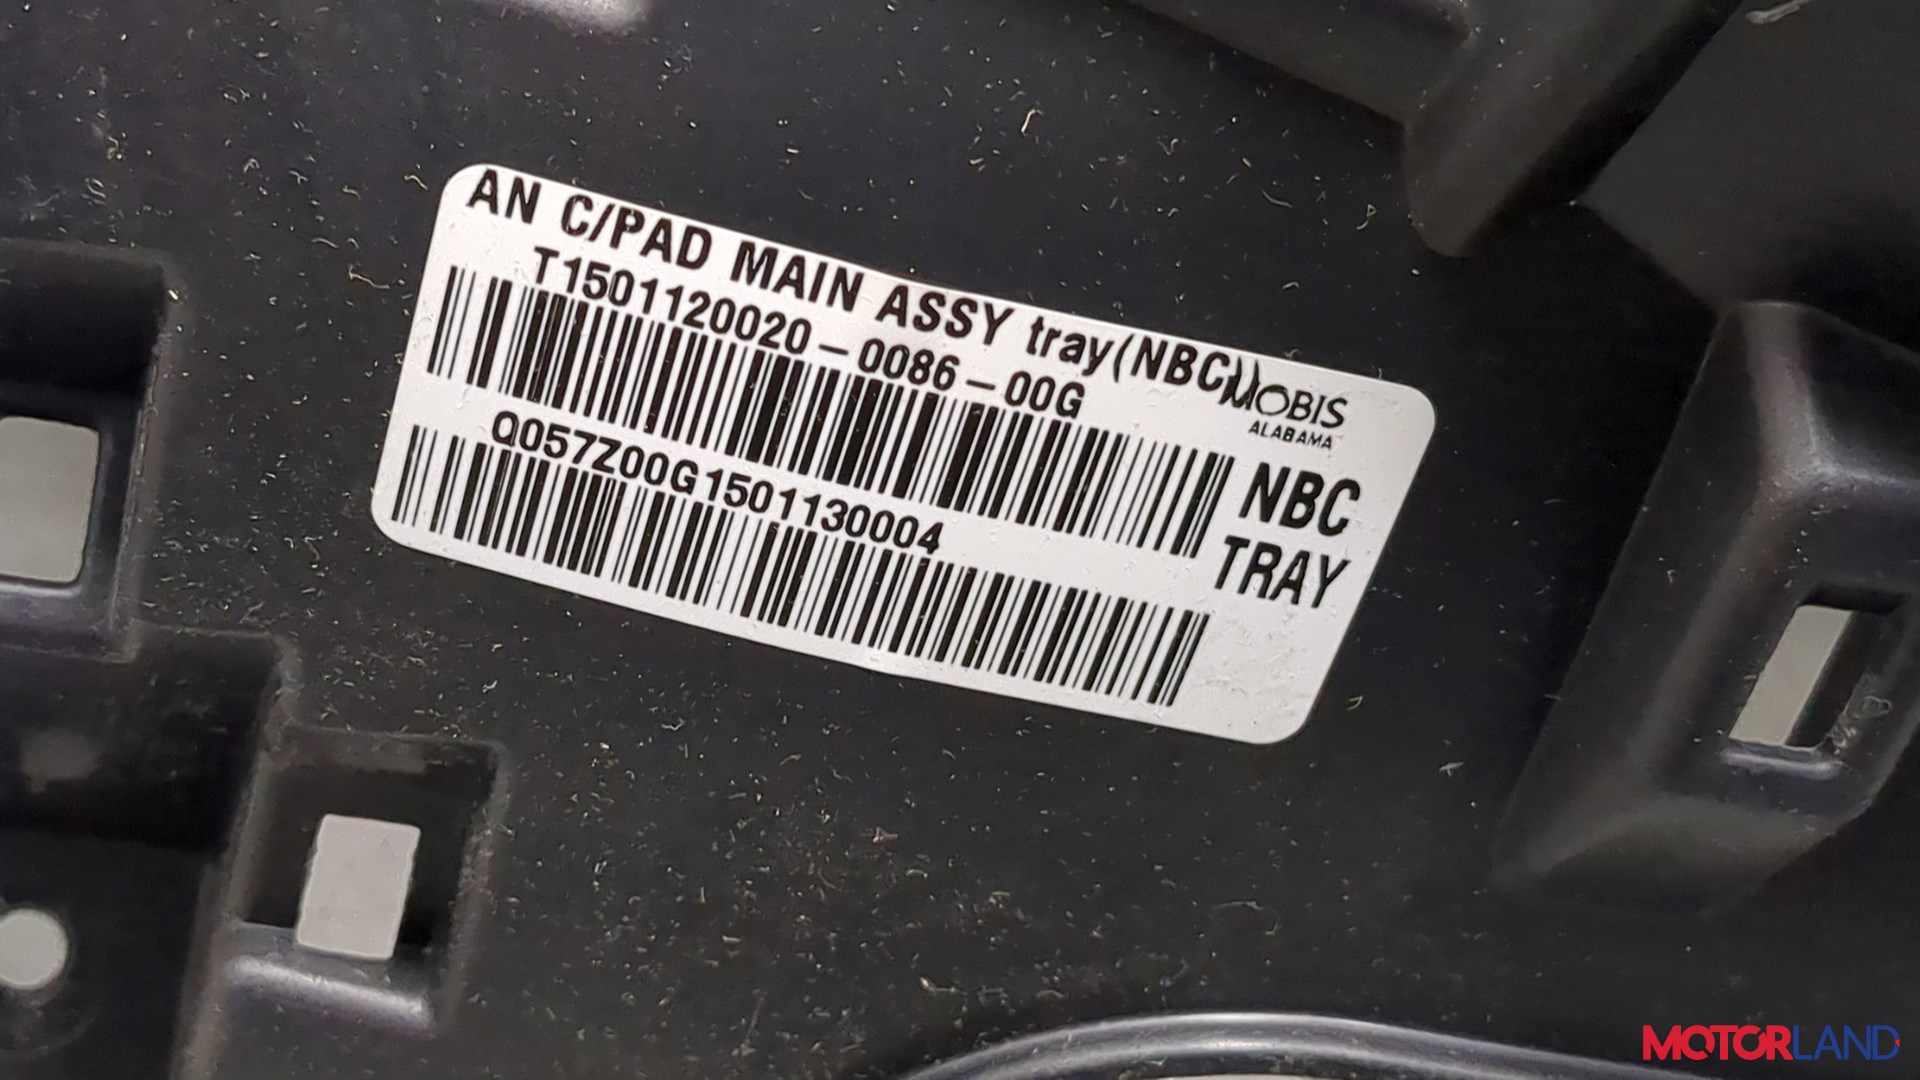 AN C/PAD MAIN ASSY tray(NBC)
T1501120020-0086-00G
MOBIS
ALABAMA
NBC
TRAY
Q057Z00G1501130004
MOTORLAND